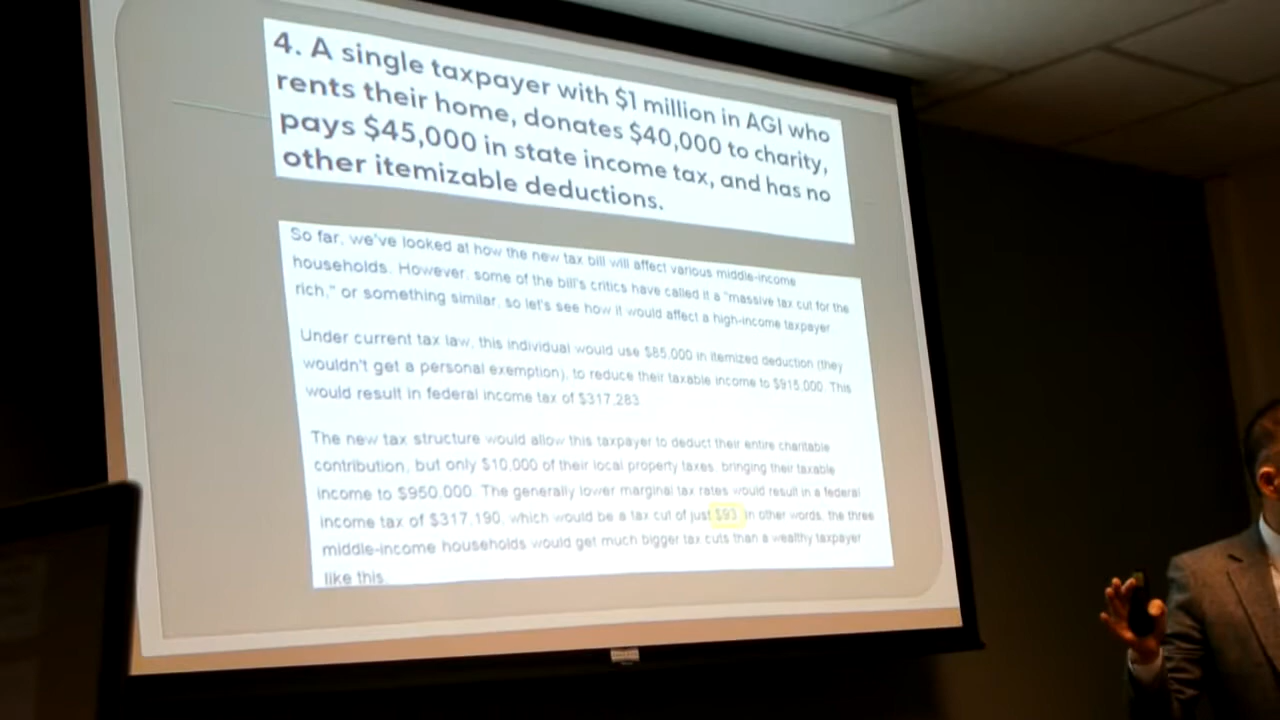 4. A single taxpayer with $1 million in AGI who
rents their home, donates $40,000 to charity,
pays $45,000 in state income tax, and has no
other itemizable deductions.
So far, we've looked at how the new tax bill will affect various middle-income
households. However, some of the bill's critics have called it a "massive tax cut for the
rich," or something similar, so let's see how it would affect a high-income taxpayer.
Under current tax law, this individual would use $85,000 in itemized deduction (they
wouldn't get a personal exemption), to reduce their taxable income to $915,000. This
would result in federal income tax of $317,283.
The new tax structure would allow this taxpayer to deduct their entire charitable
contribution, but only $10,000 of their local property taxes, bringing their taxable
income to $950,000. The generally lower marginal tax rates would result in a federal
income tax of $317,190, which would be a tax cut of just $93. In other words, the three
middle-income households would get much bigger tax cuts than a wealthy taxpayer
like this.